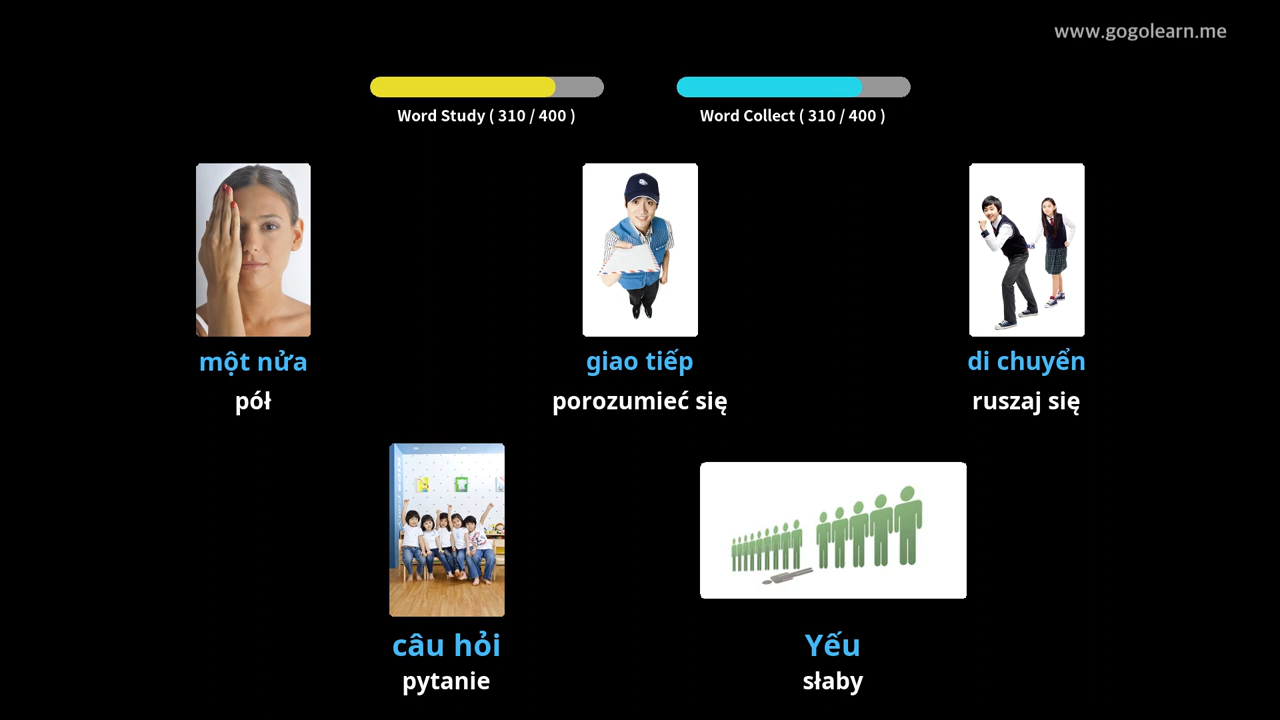 www.gogolearn.me
Word Study ( 310 / 400 )
Word Collect ( 310 / 400 )
một nửa
pół
giao tiếp
porozumieć się
di chuyển
ruszaj się
câu hỏi
pytanie
Yếu
słaby